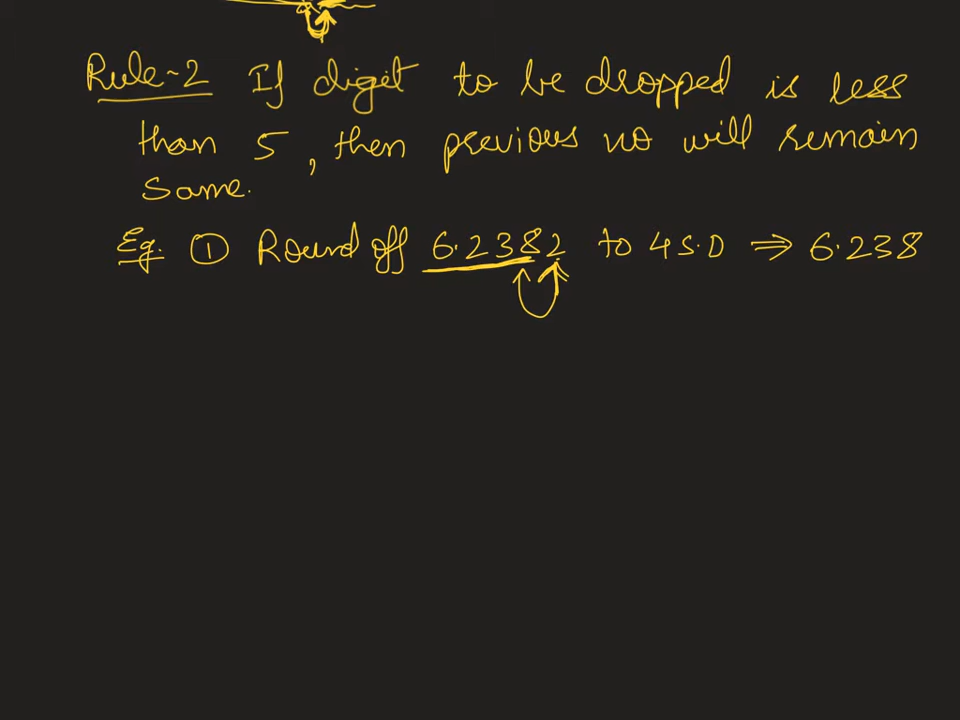 Rule-2 If digit to be dropped is less
than 5, then previous no will remain
same.
Eg. ① Round off 6.2382 to 4 S.D ⇒ 6.238